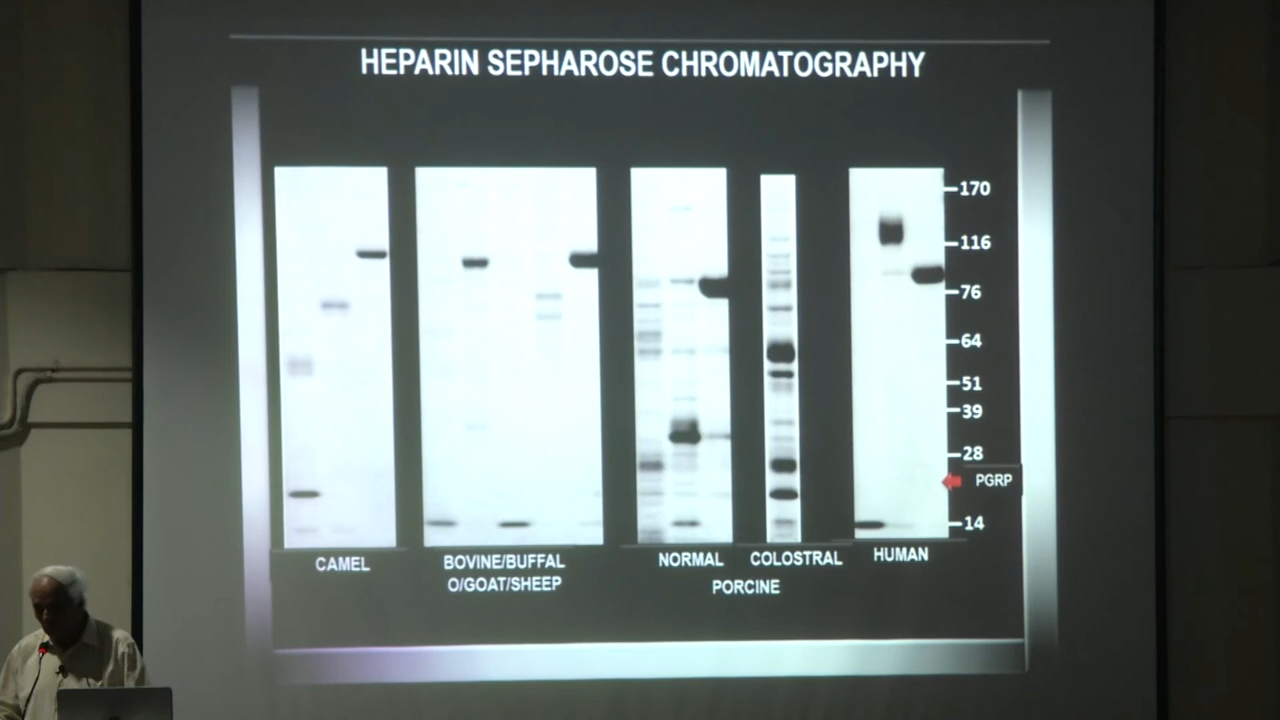 HEPARIN SEPHAROSE CHROMATOGRAPHY
170
116
76
64
51
39
28
PGRP
14
CAMEL
BOVINE/BUFFAL
O/GOAT/SHEEP
NORMAL
COLOSTRAL
PORCINE
HUMAN